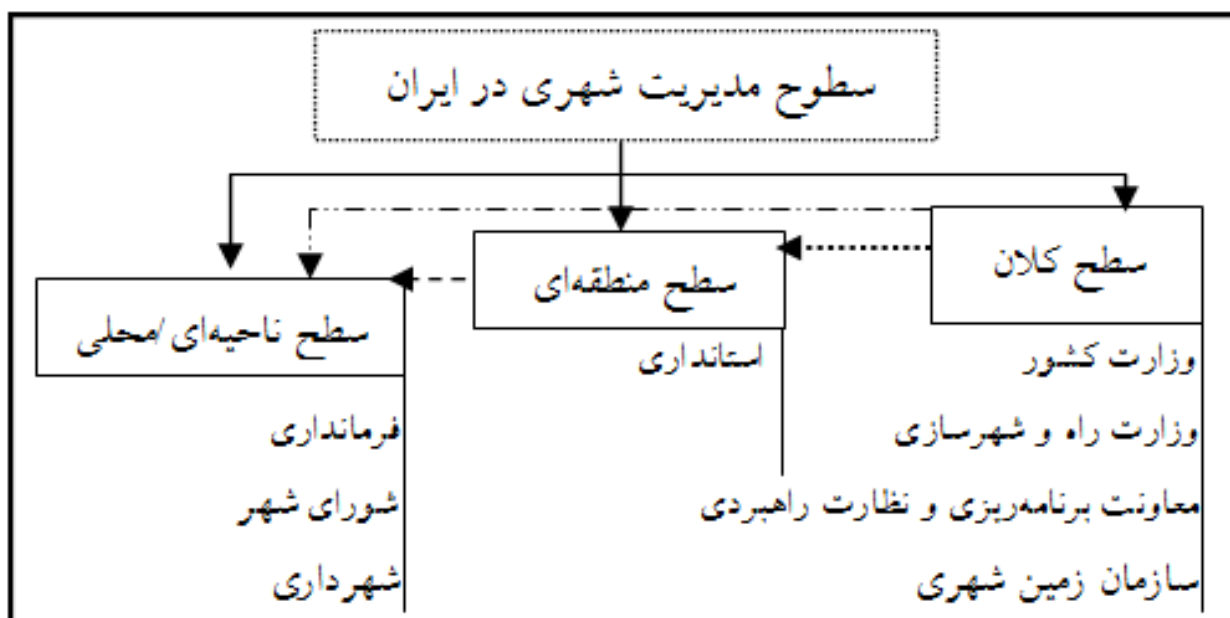 سطوح مدیریت شهری در ایران
سطح کلان
وزارت کشور
وزارت راه و شهرسازی
معاونت برنامه‌ریزی و نظارت راهبردی
سازمان زمین شهری
سطح منطقه‌ای
استانداری
سطح ناحیه‌ای/محلی
فرمانداری
شورای شهر
شهرداری